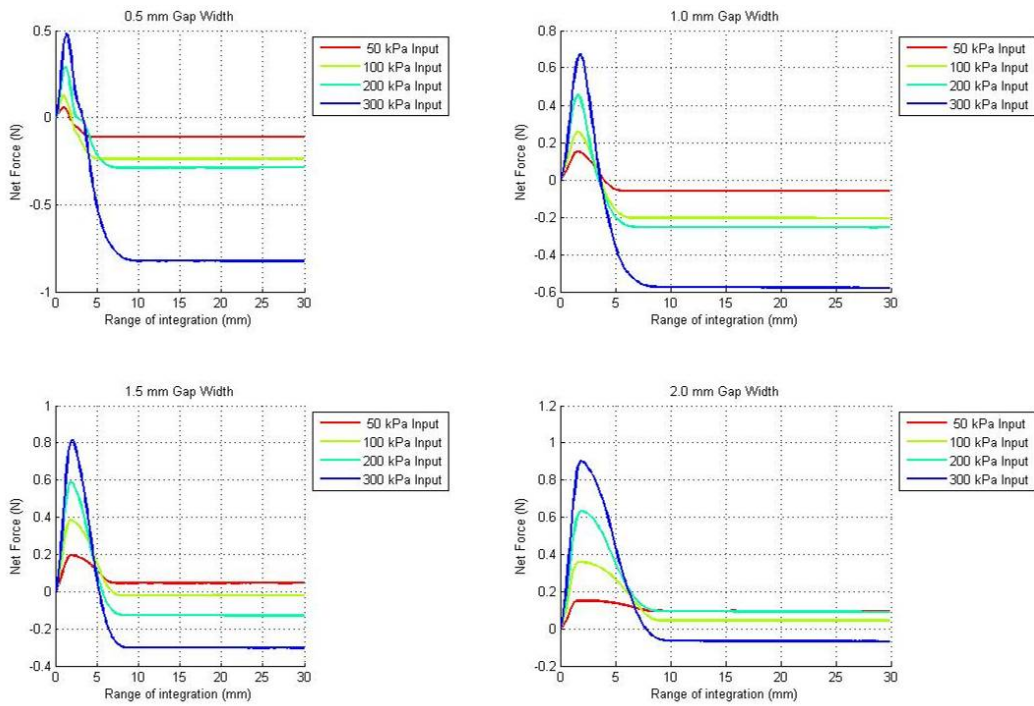 0.5 mm Gap Width
0.5
0
-0.5
-1
Net Force (N)
0 5 10 15 20 25 30
Range of integration (mm)
50 kPa Input
100 kPa Input
200 kPa Input
300 kPa Input
1.0 mm Gap Width
0.8
0.6
0.4
0.2
0
-0.2
-0.4
-0.6
Net Force (N)
0 5 10 15 20 25 30
Range of integration (mm)
50 kPa Input
100 kPa Input
200 kPa Input
300 kPa Input
1.5 mm Gap Width
1
0.8
0.6
0.4
0.2
0
-0.2
-0.4
Net Force (N)
0 5 10 15 20 25 30
Range of integration (mm)
50 kPa Input
100 kPa Input
200 kPa Input
300 kPa Input
2.0 mm Gap Width
1.2
1
0.8
0.6
0.4
0.2
0
-0.2
Net Force (N)
0 5 10 15 20 25 30
Range of integration (mm)
50 kPa Input
100 kPa Input
200 kPa Input
300 kPa Input